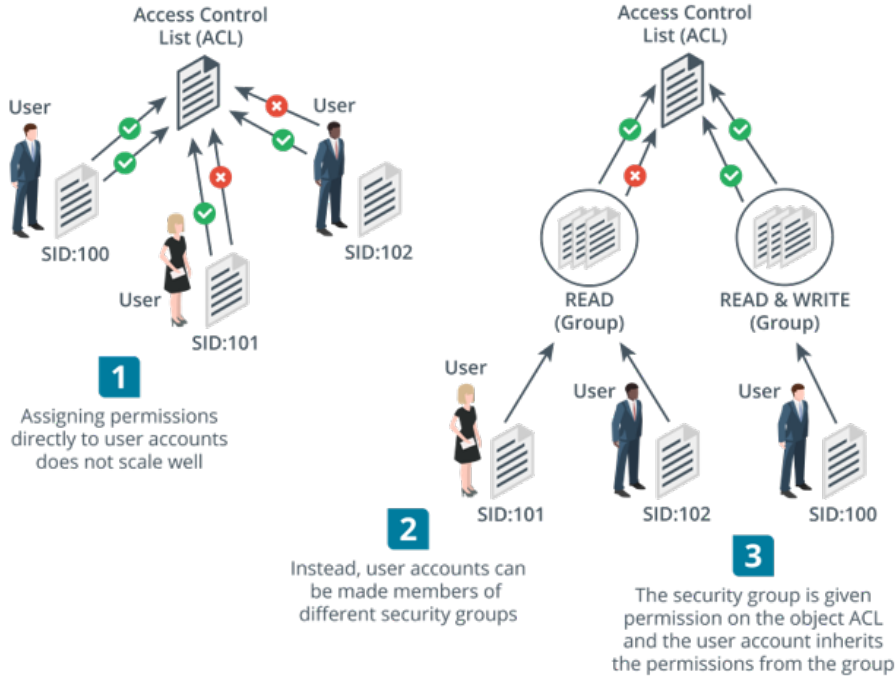 Access Control
List (ACL)
User
User
SID:100
SID:102
User
SID:101
1
Assigning permissions
directly to user accounts
does not scale well
Access Control
List (ACL)
READ
(Group)
READ & WRITE
(Group)
User
User
User
SID:101
SID:102
SID:100
2
Instead, user accounts can
be made members of
different security groups
3
The security group is given
permission on the object ACL
and the user account inherits
the permissions from the group